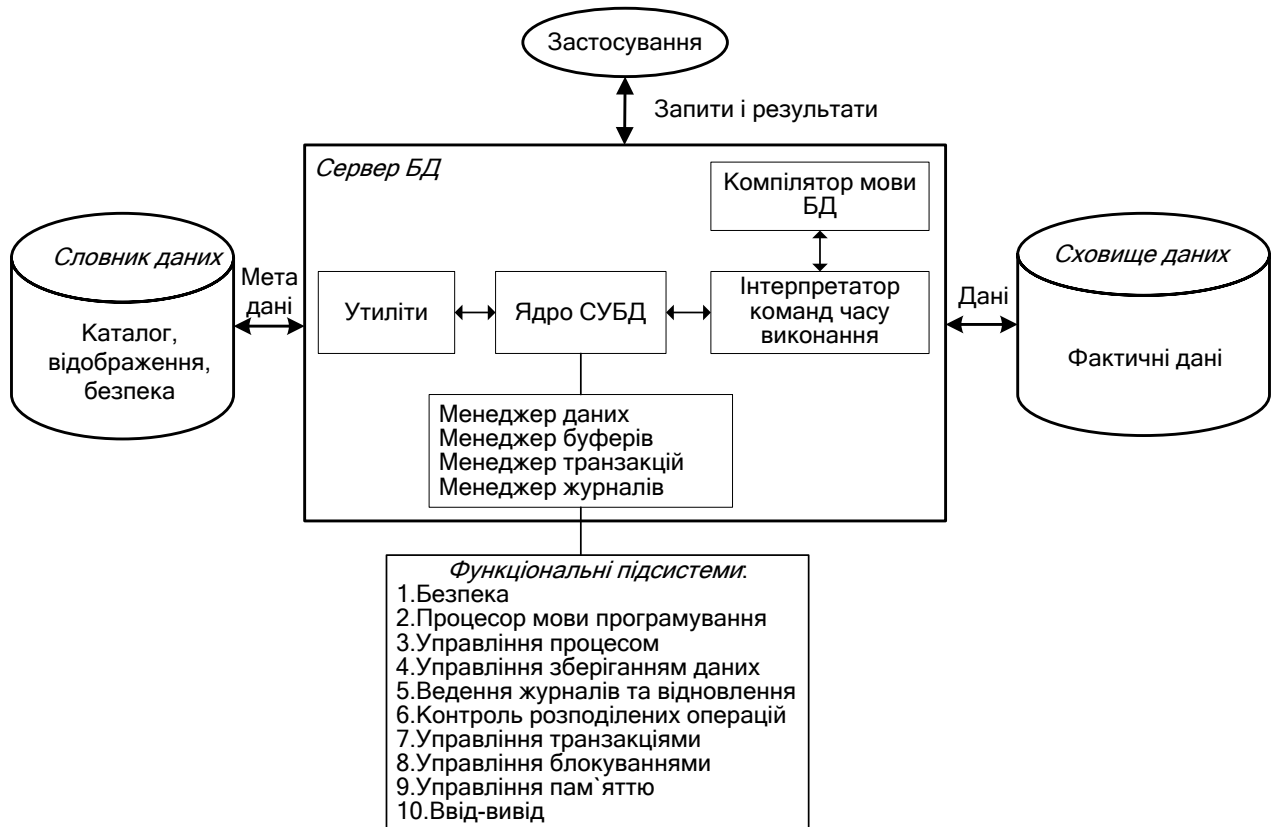 Застосування
Запити і результати
Сервер БД
Компілятор мови
БД
Словник даних
Каталог,
відображення,
безпека
Мета
дані
Утиліти
Ядро СУБД
Інтерпретатор
команд часу
виконання
Дані
Сховище даних
Фактичні дані
Менеджер даних
Менеджер буферів
Менеджер транзакцій
Менеджер журналів
Функціональні підсистеми:
1.Безпека
2.Процесор мови програмування
3.Управління процесом
4.Управління зберіганням даних
5.Ведення журналів та відновлення
6.Контроль розподілених операцій
7.Управління транзакціями
8.Управління блокуваннями
9.Управління пам`яттю
10.Ввід-вивід